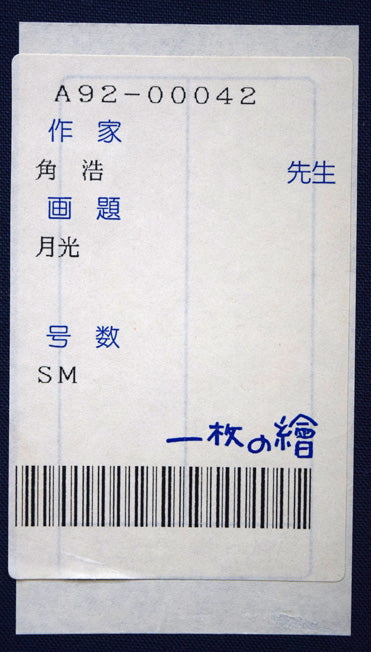 A92-00042
作家
角 浩 先生
画題
月光
号数
SM
一枚の繪